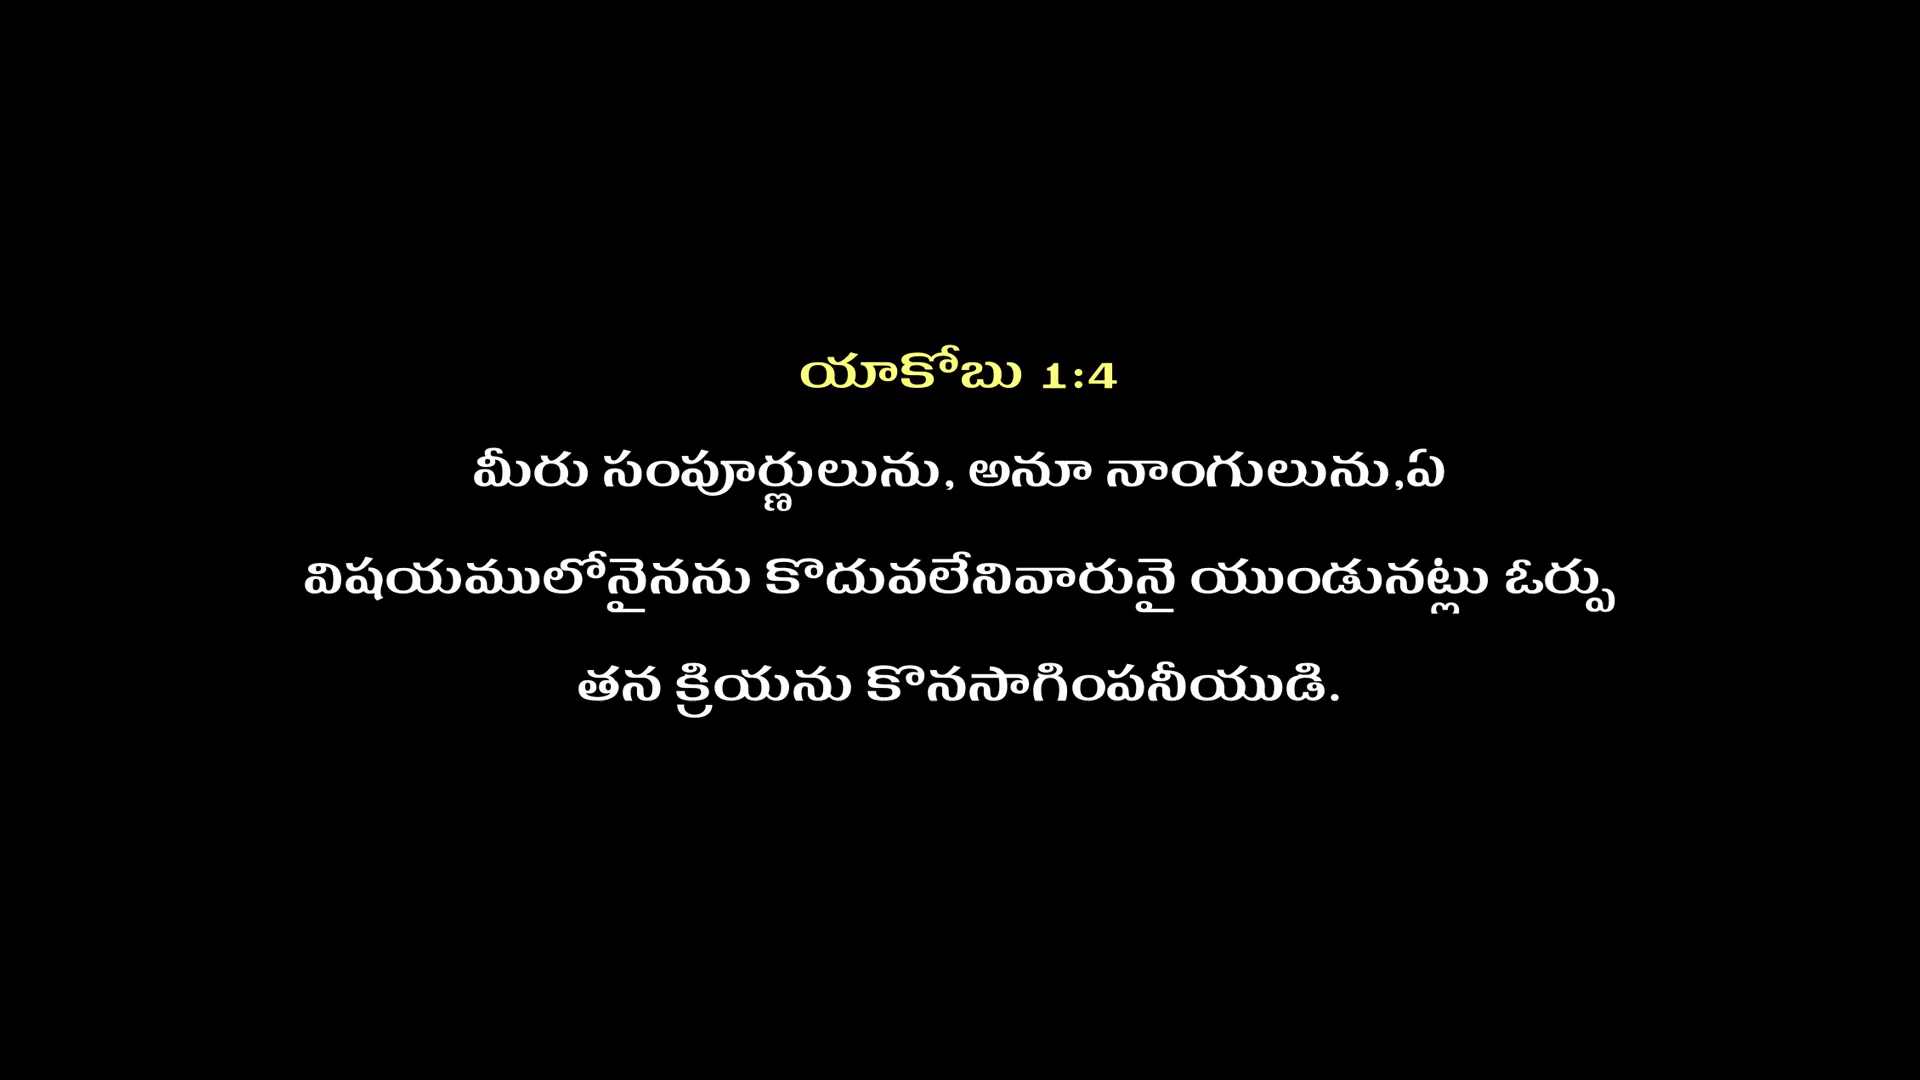 యాకోబు 1:4
మీరు సంపూర్ణులును, అనూ నాంగులును,ఏ
విషయములోనైనను కొదువలేనివారునై యుండునట్లు ఓర్పు
తన క్రియను కొనసాగింపనీయుడి.